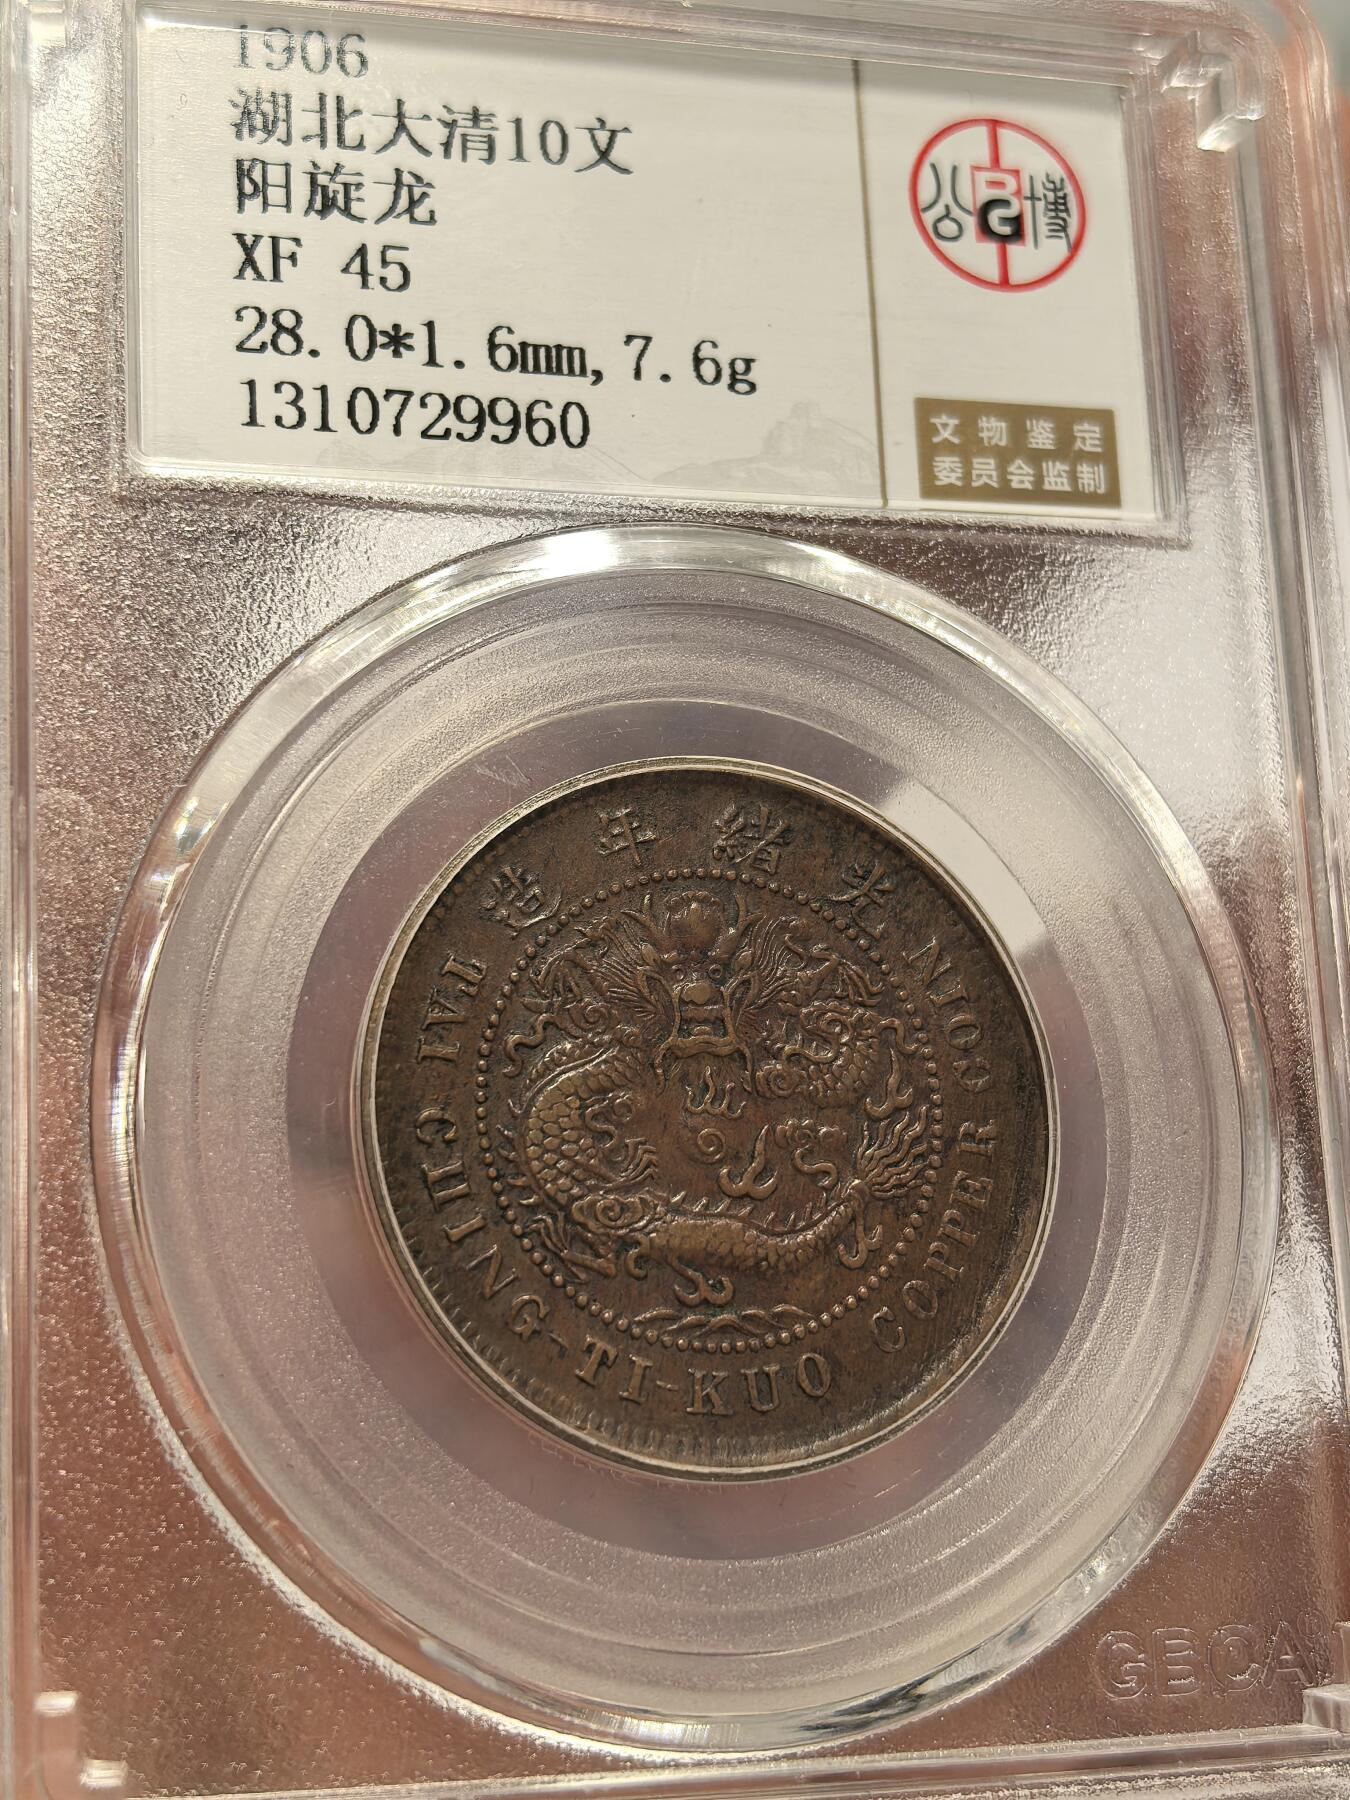 1906
湖北大清10文
阳旋龙
XF 45
28.0*1.6mm,7.6g
1310729960
公博
PG
文物鉴定
委员会监制
光緒年造
TAI-CHING-TI-KUO COPPER COIN
GBCA